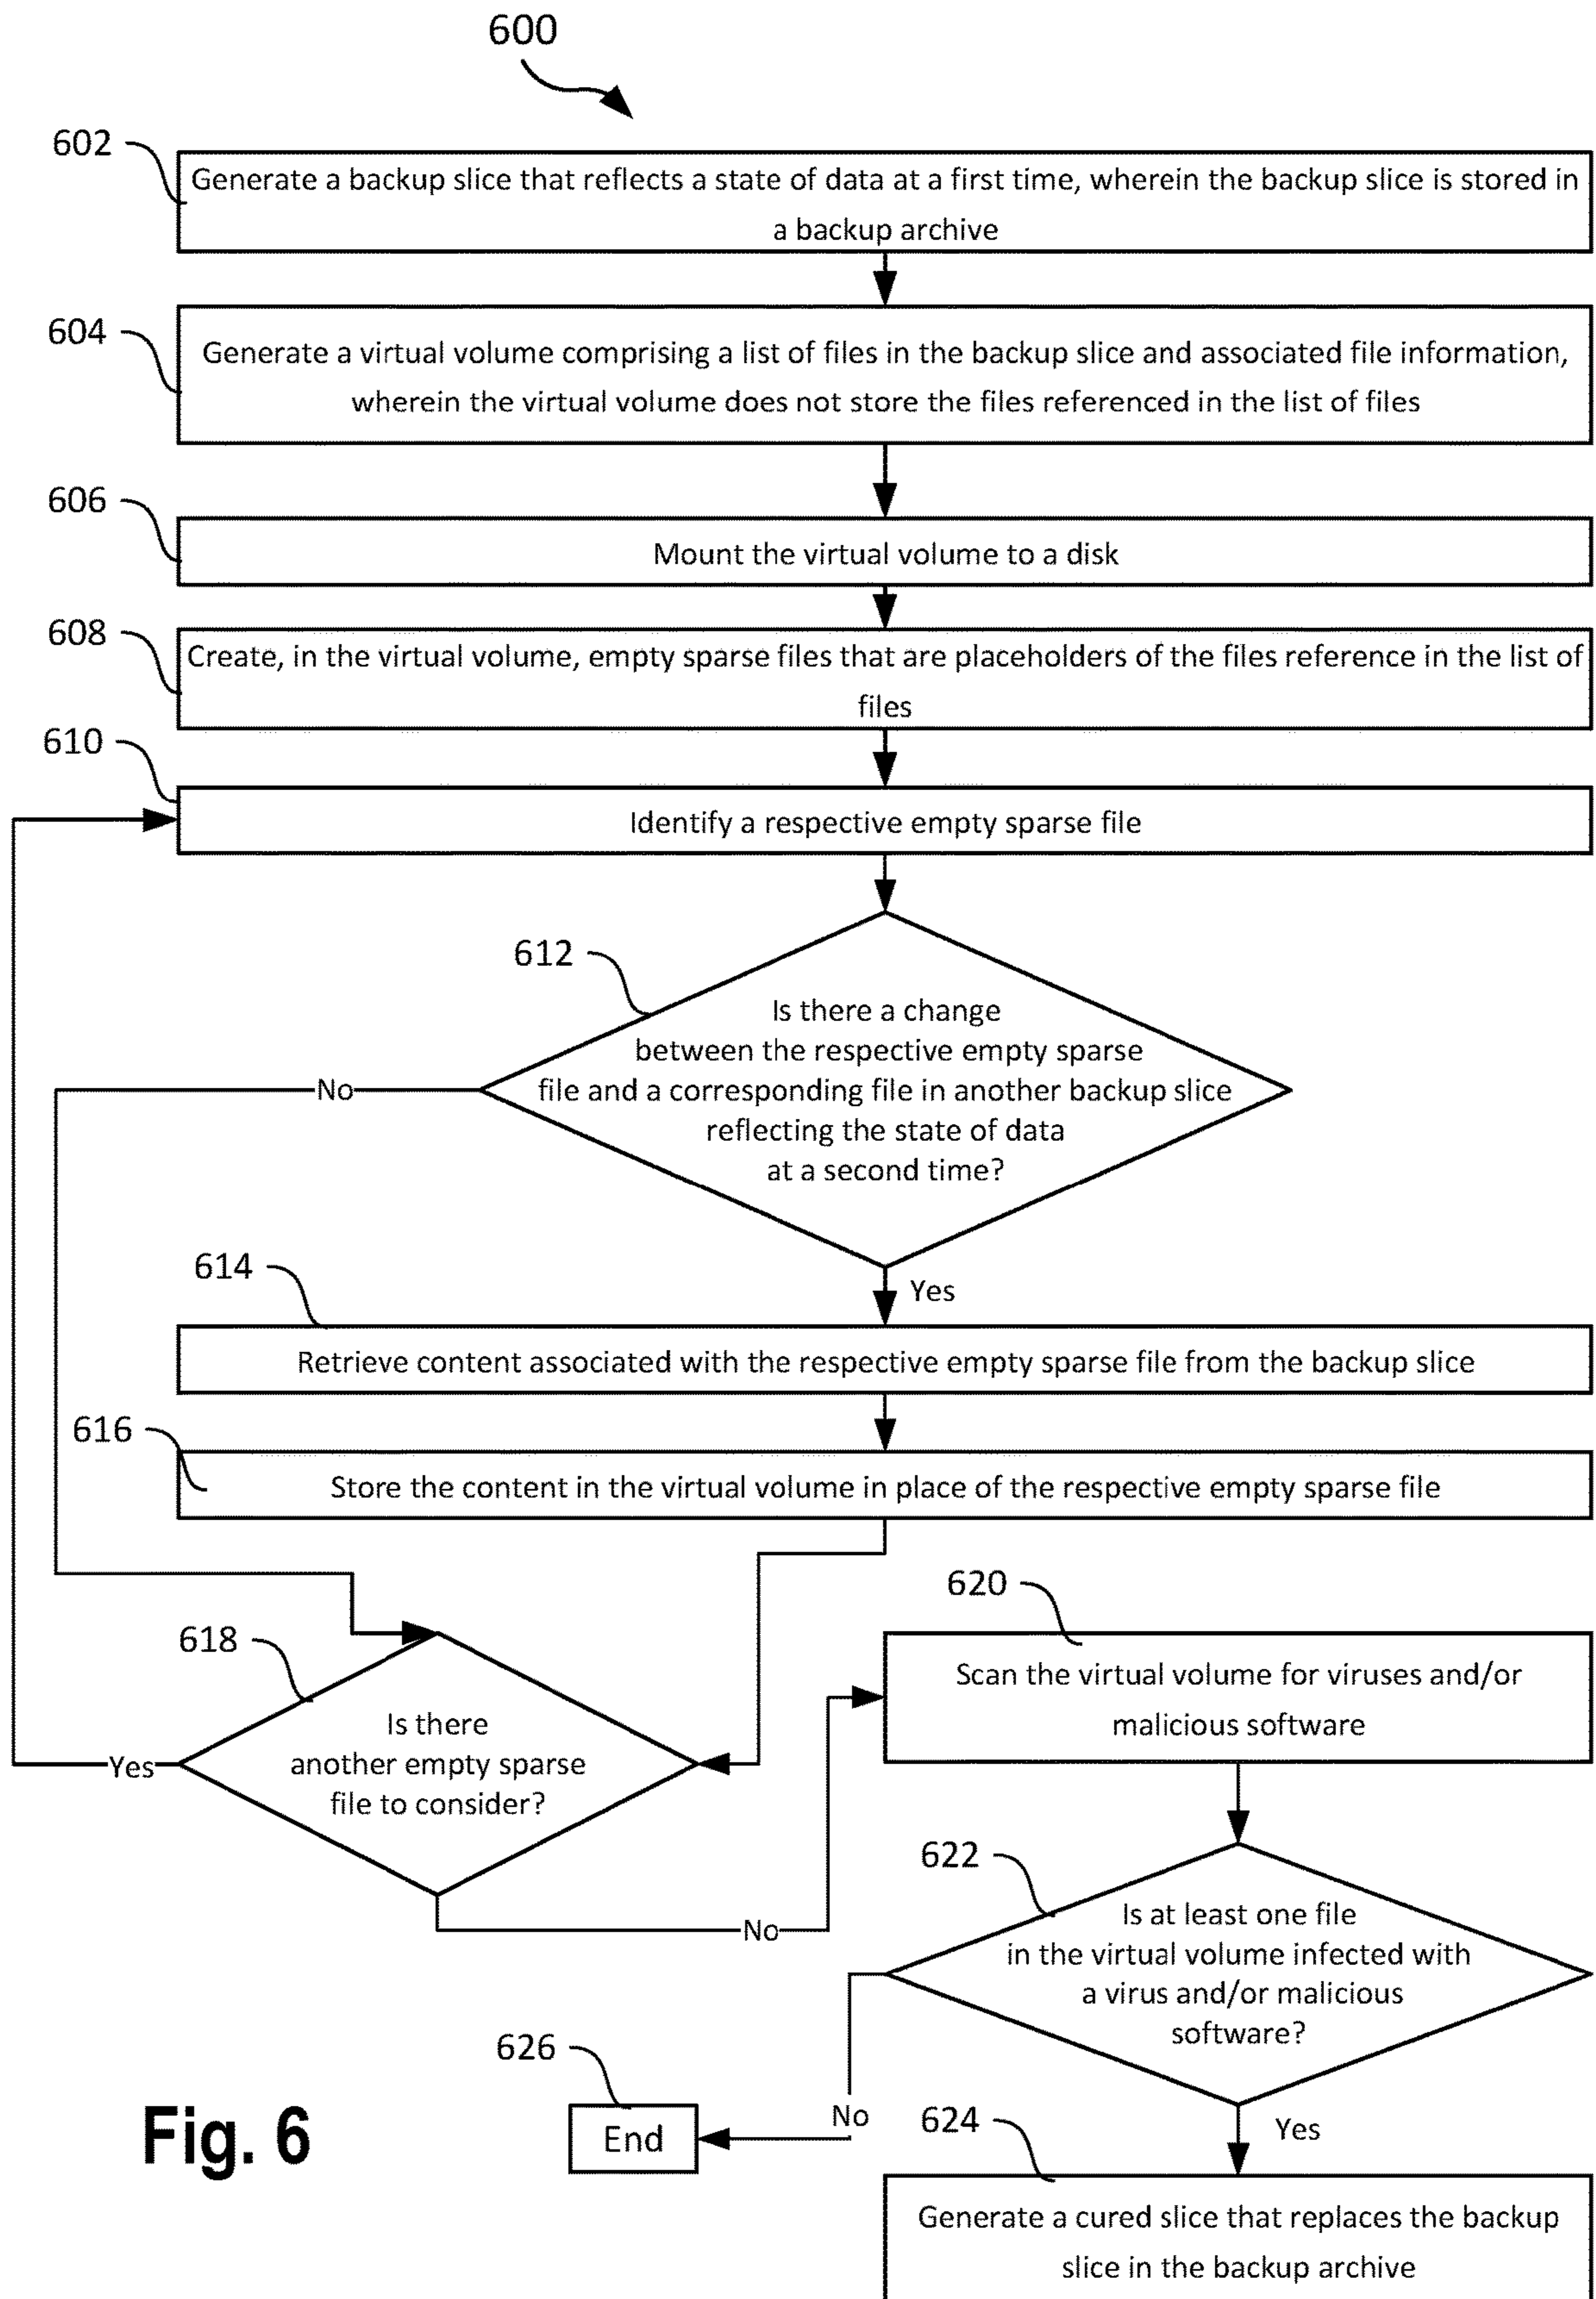 600
602
Generate a backup slice that reflects a state of data at a first time, wherein the backup slice is stored in
a backup archive
604
Generate a virtual volume comprising a list of files in the backup slice and associated file information,
wherein the virtual volume does not store the files referenced in the list of files
606
Mount the virtual volume to a disk
608
Create, in the virtual volume, empty sparse files that are placeholders of the files reference in the list of
files
610
Identify a respective empty sparse file
612
Is there a change
between the respective empty sparse
file and a corresponding file in another backup slice
reflecting the state of data
at a second time?
No
Yes
614
Retrieve content associated with the respective empty sparse file from the backup slice
616
Store the content in the virtual volume in place of the respective empty sparse file
618
Is there
another empty sparse
file to consider?
Yes
No
620
Scan the virtual volume for viruses and/or
malicious software
622
Is at least one file
in the virtual volume infected with
a virus and/or malicious
software?
No
Yes
626
End
624
Generate a cured slice that replaces the backup
slice in the backup archive
Fig. 6